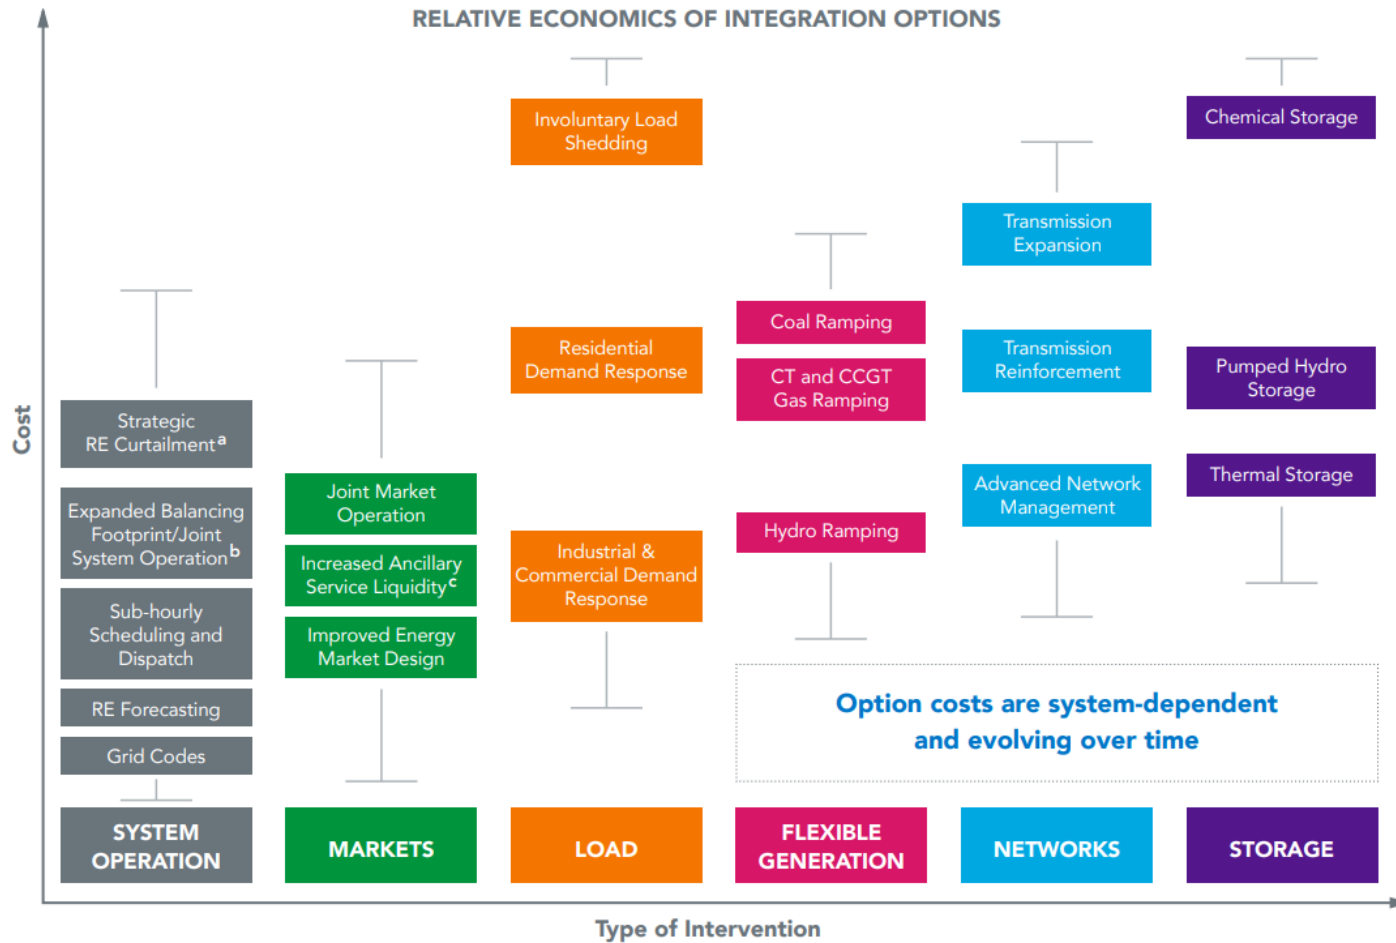 RELATIVE ECONOMICS OF INTEGRATION OPTIONS
Cost
Strategic
RE Curtailmentᵃ
Expanded Balancing
Footprint/Joint
System Operationᵇ
Sub-hourly
Scheduling and
Dispatch
RE Forecasting
Grid Codes
SYSTEM
OPERATION
Joint Market
Operation
Increased Ancillary
Service Liquidityᶜ
Improved Energy
Market Design
MARKETS
Involuntary Load
Shedding
Residential
Demand Response
Industrial &
Commercial Demand
Response
LOAD
Coal Ramping
CT and CCGT
Gas Ramping
Hydro Ramping
FLEXIBLE
GENERATION
Transmission
Expansion
Transmission
Reinforcement
Advanced Network
Management
NETWORKS
Chemical Storage
Pumped Hydro
Storage
Thermal Storage
STORAGE
Option costs are system-dependent
and evolving over time
Type of Intervention